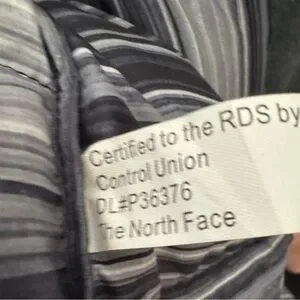 Certified to the RDS by
Control Union
DL#P36376
The North Face